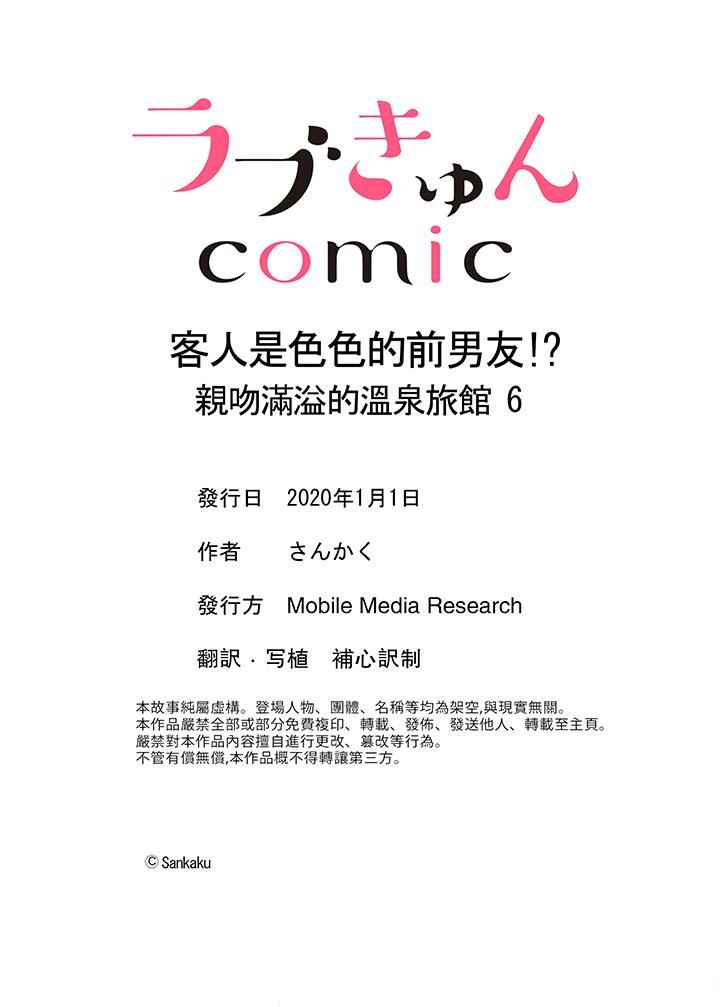 ラブきゅん
comic
客人是色色的前男友!?
親吻滿溢的溫泉旅館 6
發行日 2020年1月1日
作者 さんかく
發行方 Mobile Media Research
翻訳・写植 補心訳制
本故事純屬虛構。登場人物、團體、名稱等均為架空,與現實無關。
本作品嚴禁全部或部分免費複印、轉載、發佈、發送他人、轉載至主頁。
嚴禁對本作品內容擅自進行更改、篡改等行為。
不管有償無償,本作品概不得轉讓第三方。
© Sankaku